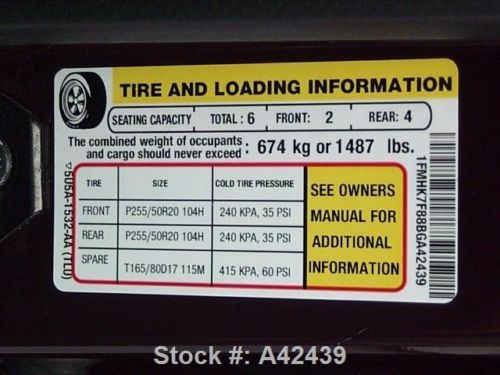 TIRE AND LOADING INFORMATION
SEATING CAPACITY TOTAL : 6 FRONT: 2 REAR: 4
The combined weight of occupants
and cargo should never exceed : 674 kg or 1487 lbs.
TIRE SIZE COLD TIRE PRESSURE
FRONT P255/50R20 104H 240 KPA, 35 PSI
REAR P255/50R20 104H 240 KPA, 35 PSI
SPARE T165/80D17 115M 415 KPA, 60 PSI
SEE OWNERS
MANUAL FOR
ADDITIONAL
INFORMATION
1FMHK7F88BGA42439
Stock #: A42439